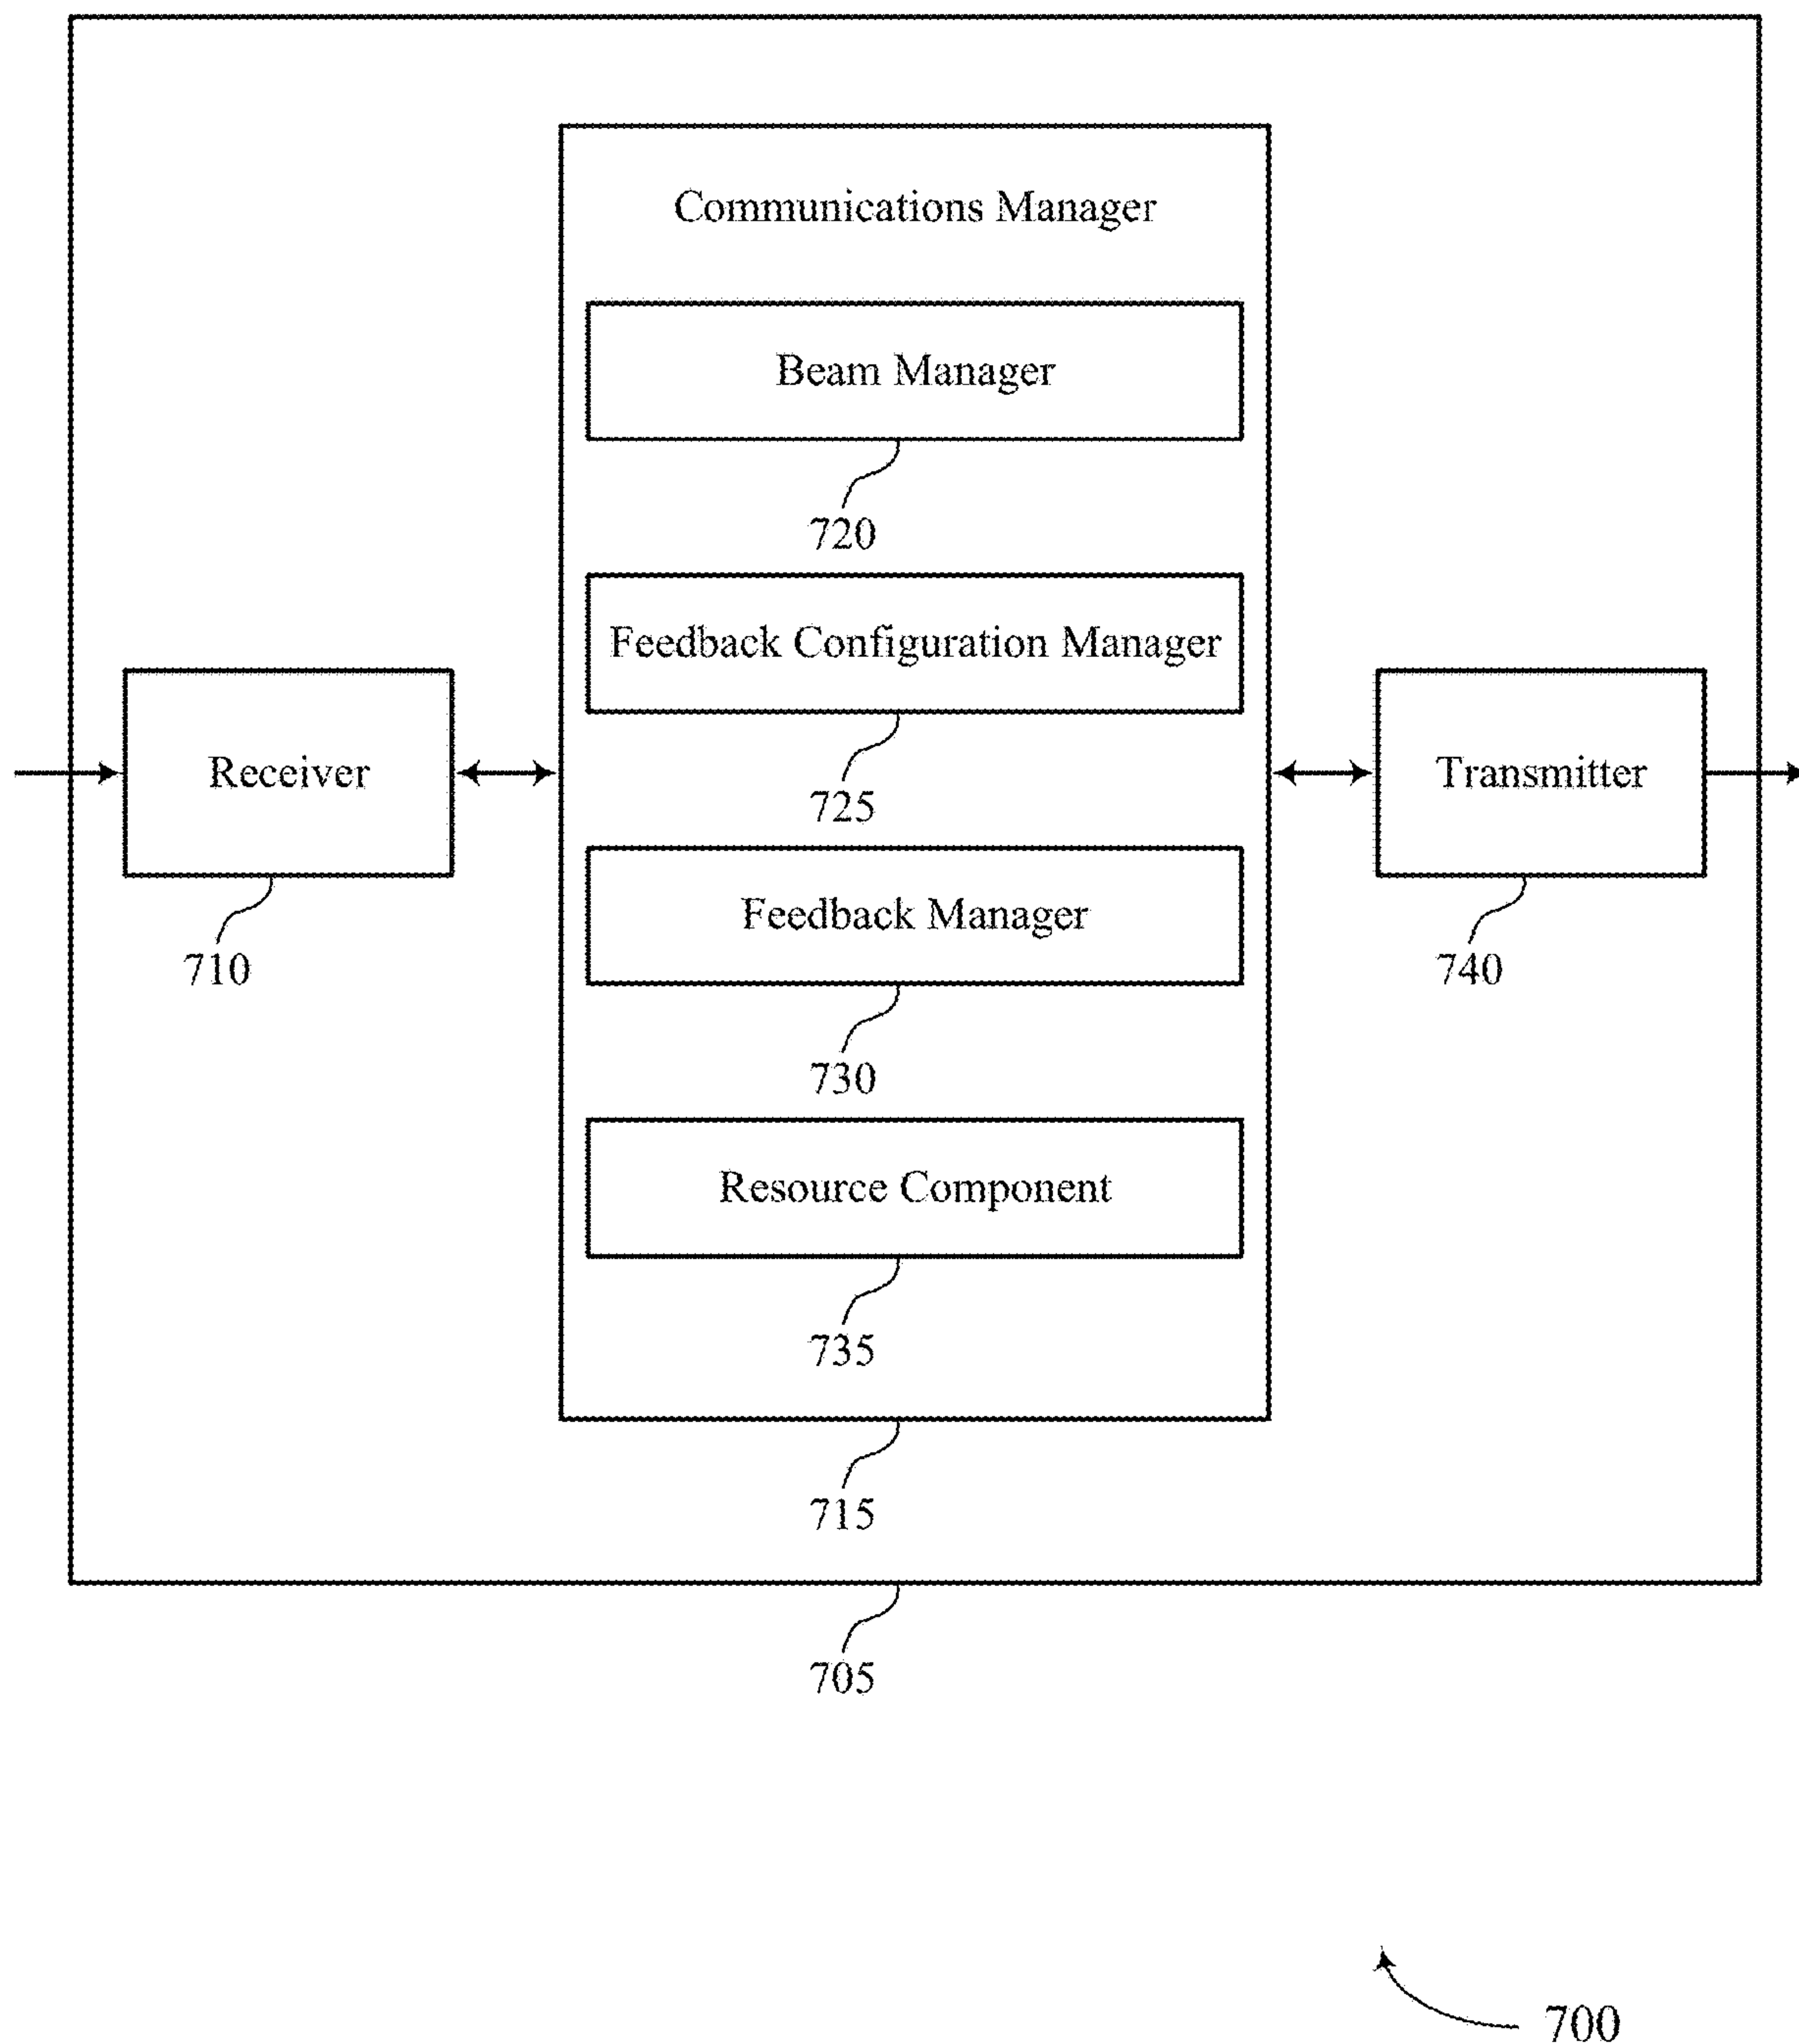 Communications Manager
Beam Manager
720
Feedback Configuration Manager
725
Receiver
710
Transmitter
740
Feedback Manager
730
Resource Component
735
715
705
700